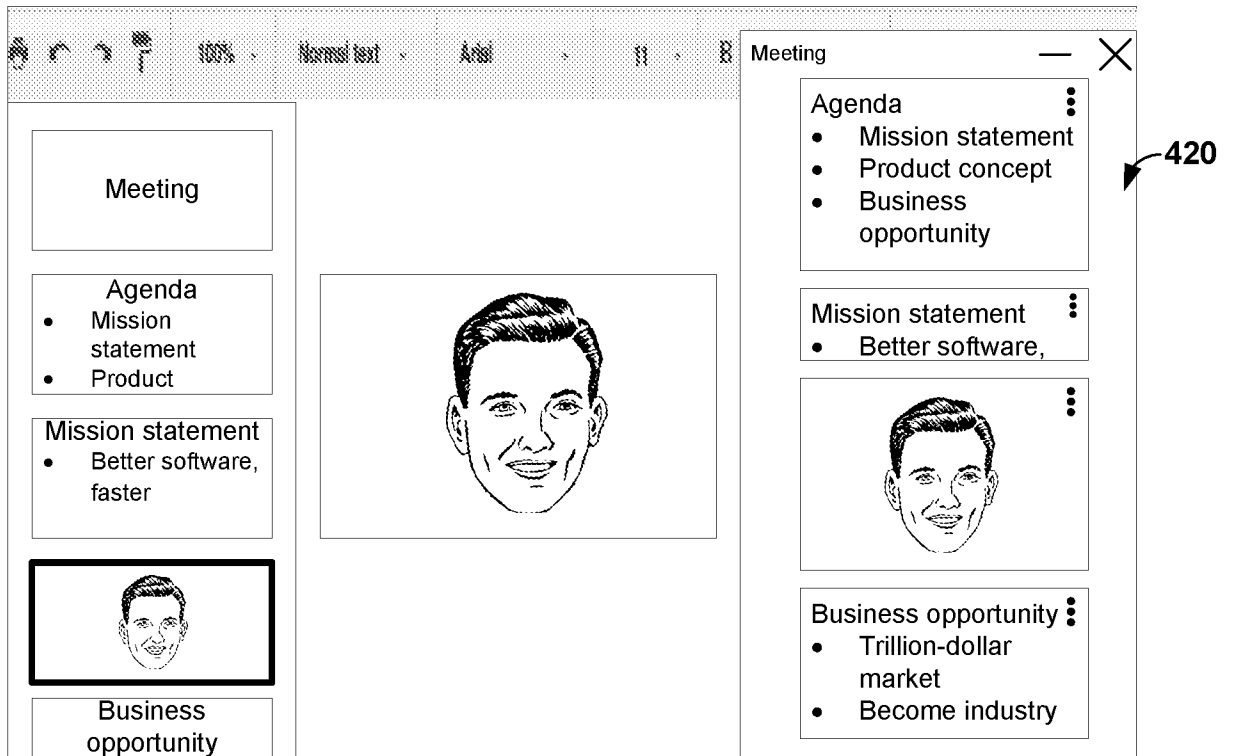 100%
Normal text
Arial
11
B
Meeting
Agenda
• Mission
statement
• Product
Mission statement
• Better software,
faster
Business
opportunity
Meeting
Agenda
• Mission statement
• Product concept
• Business
opportunity
Mission statement
• Better software,
Business opportunity
• Trillion-dollar
market
• Become industry
420